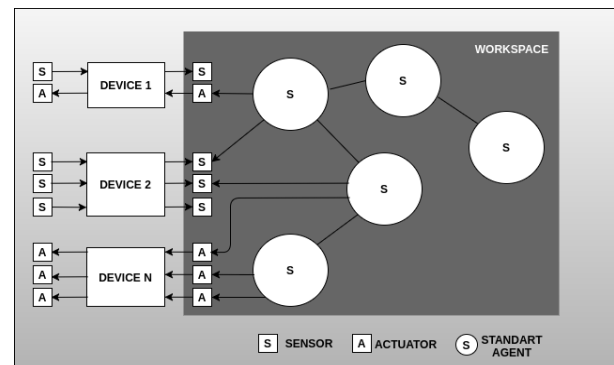 WORKSPACE
S S
A DEVICE 1 A
S S S S
S S
S DEVICE 2 S
S S S
A A
A DEVICE N A S
A A
S SENSOR A ACTUATOR S STANDART
AGENT